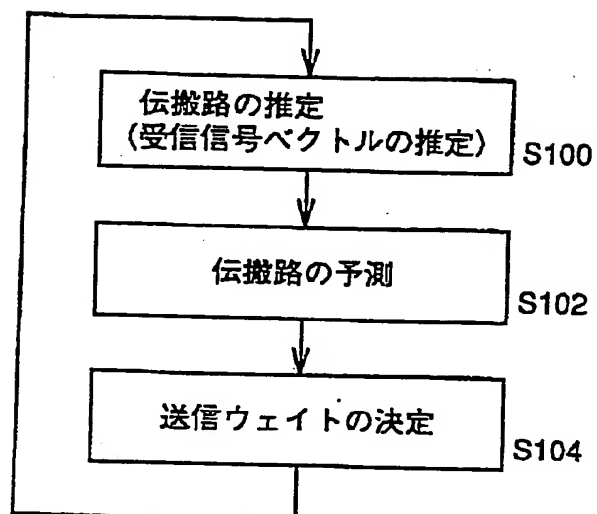 伝搬路の推定
(受信信号ベクトルの推定)
S100
伝搬路の予測
S102
送信ウェイトの決定
S104